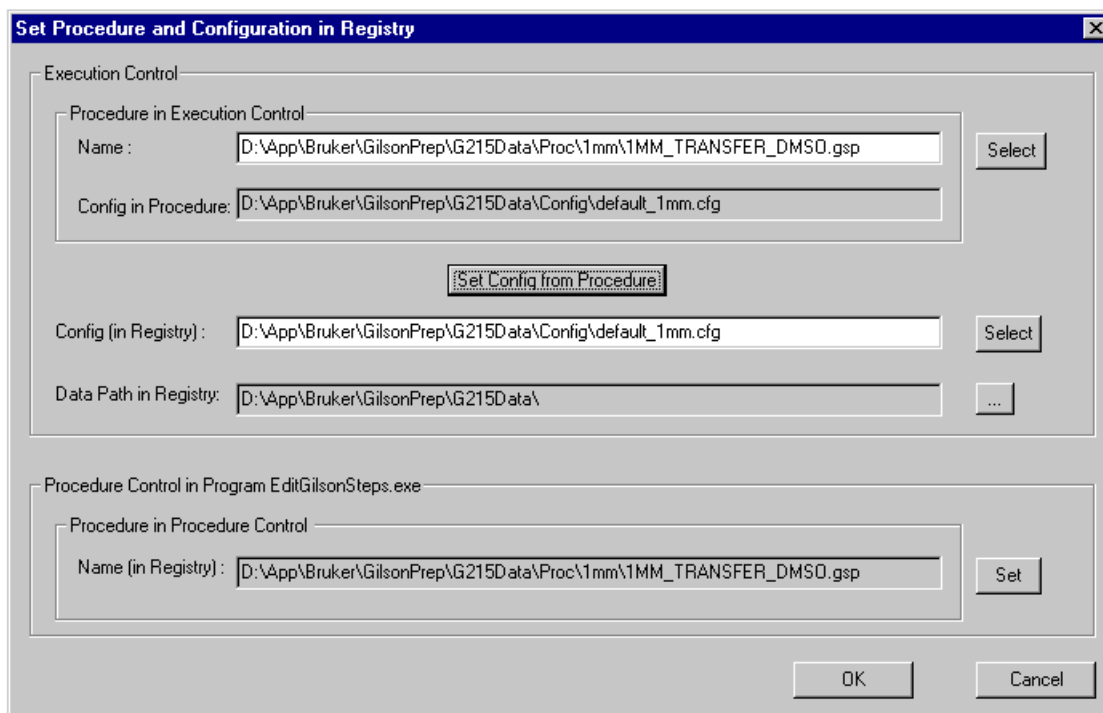 Set Procedure and Configuration in Registry
Execution Control
Procedure in Execution Control
Name : D:\App\Bruker\GilsonPrep\G215Data\Proc\1mm\1MM_TRANSFER_DMSO.gsp Select
Config in Procedure: D:\App\Bruker\GilsonPrep\G215Data\Config\default_1mm.cfg
Set Config from Procedure
Config (in Registry) : D:\App\Bruker\GilsonPrep\G215Data\Config\default_1mm.cfg Select
Data Path in Registry: D:\App\Bruker\GilsonPrep\G215Data\ ...
Procedure Control in Program EditGilsonSteps.exe
Procedure in Procedure Control
Name (in Registry) : D:\App\Bruker\GilsonPrep\G215Data\Proc\1mm\1MM_TRANSFER_DMSO.gsp Set
OK Cancel